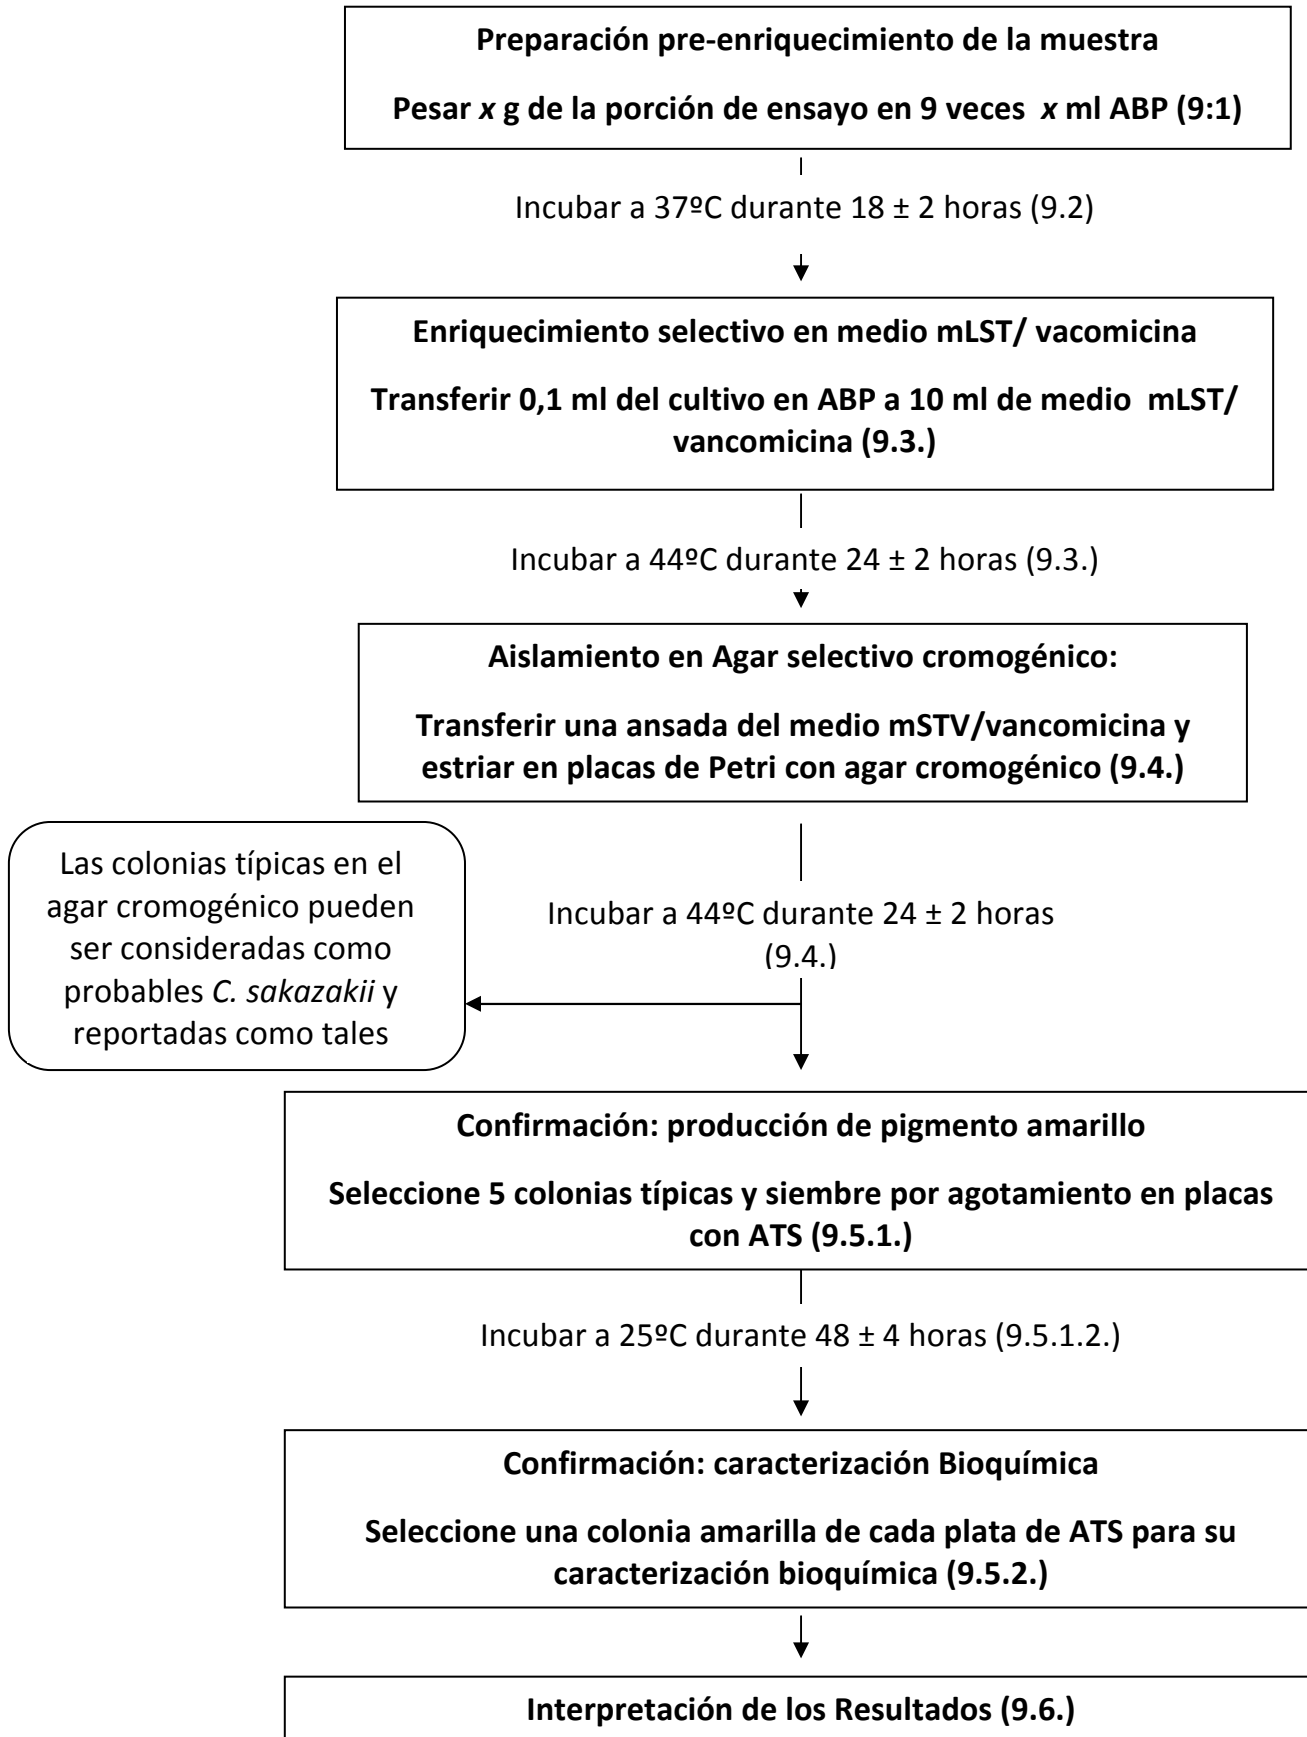 Preparación pre-enriquecimiento de la muestra
Pesar x g de la porción de ensayo en 9 veces x ml ABP (9:1)
Incubar a 37ºC durante 18 ± 2 horas (9.2)
Enriquecimiento selectivo en medio mLST/ vacomicina
Transferir 0,1 ml del cultivo en ABP a 10 ml de medio mLST/
vancomicina (9.3.)
Incubar a 44ºC durante 24 ± 2 horas (9.3.)
Aislamiento en Agar selectivo cromogénico:
Transferir una ansada del medio mSTV/vancomicina y
estriar en placas de Petri con agar cromogénico (9.4.)
Las colonias típicas en el
agar cromogénico pueden
ser consideradas como
probables C. sakazakii y
reportadas como tales
Incubar a 44ºC durante 24 ± 2 horas
(9.4.)
Confirmación: producción de pigmento amarillo
Seleccione 5 colonias típicas y siembre por agotamiento en placas
con ATS (9.5.1.)
Incubar a 25ºC durante 48 ± 4 horas (9.5.1.2.)
Confirmación: caracterización Bioquímica
Seleccione una colonia amarilla de cada plata de ATS para su
caracterización bioquímica (9.5.2.)
Interpretación de los Resultados (9.6.)